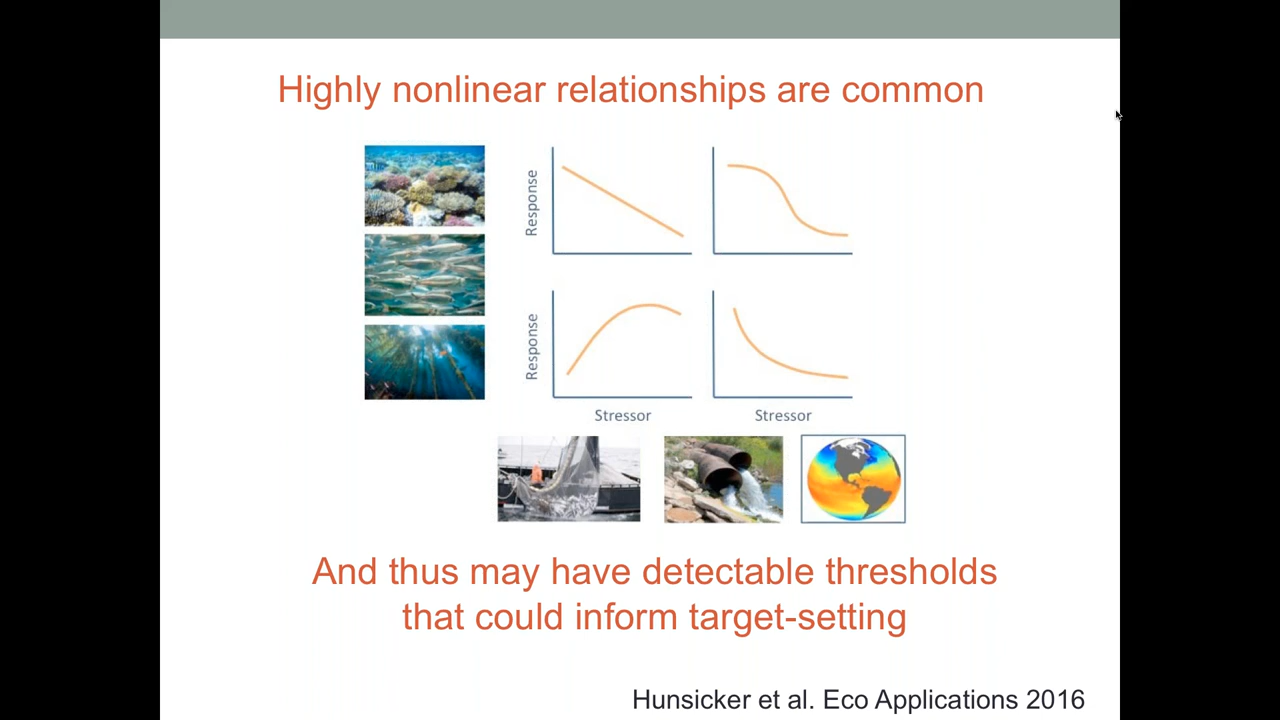 Highly nonlinear relationships are common
Response
Response
Stressor
Stressor
And thus may have detectable thresholds
that could inform target-setting
Hunsicker et al. Eco Applications 2016